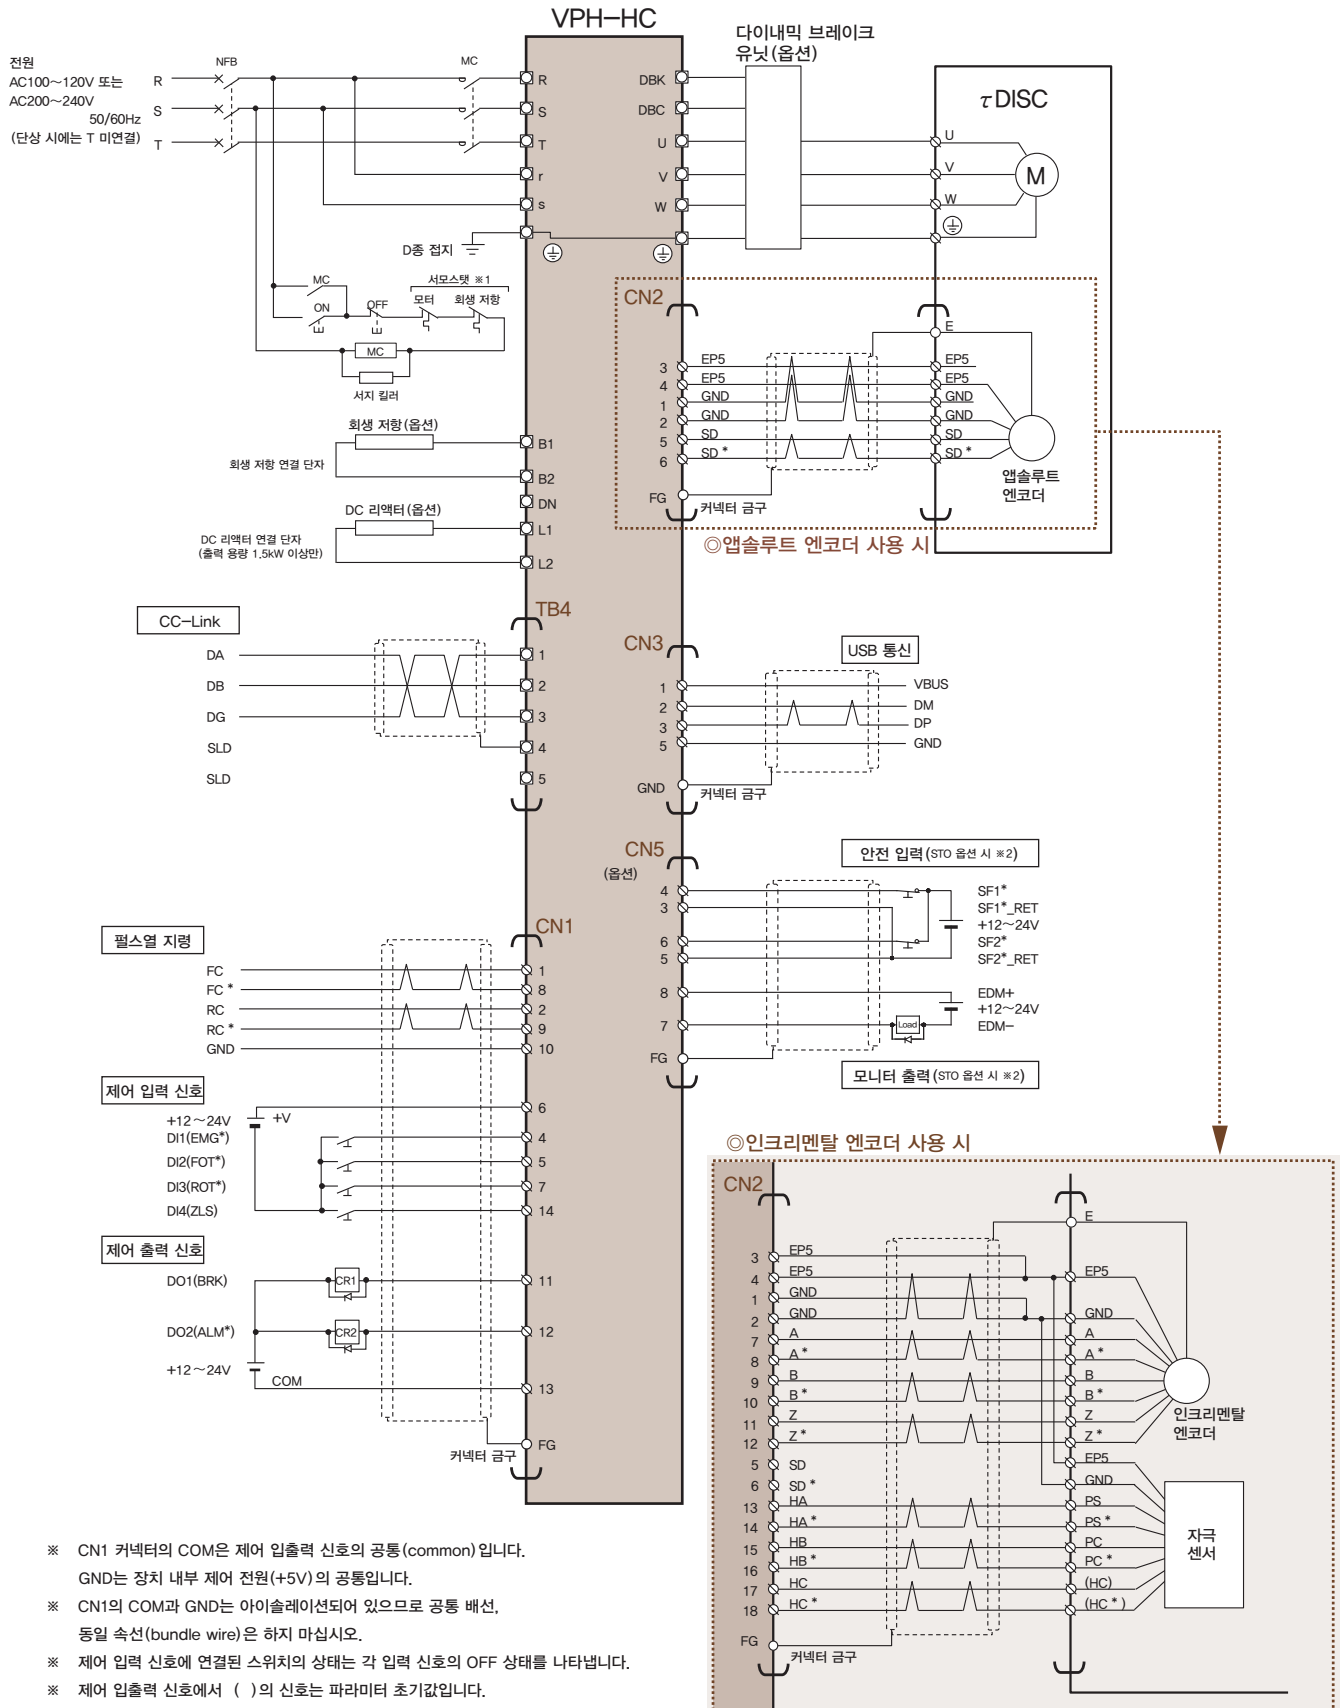 VPH-HC
다이내믹 브레이크
유닛(옵션)
전원
AC100~120V 또는
AC200~240V
50/60Hz
(단상 시에는 T 미연결)
R
S
T
NFB
MC
R
S
T
r
s
DBK
DBC
U
V
W
τ DISC
U
V
W
M
D종 접지
MC
ON
OFF
서모스탯 ※1
모터
회생 저항
MC
서지 킬러
회생 저항(옵션)
회생 저항 연결 단자
B1
B2
DN
DC 리액터(옵션)
DC 리액터 연결 단자
(출력 용량 1.5kW 이상만)
L1
L2
CN2
3 EP5
4 EP5
1 GND
2 GND
5 SD
6 SD *
FG
커넥터 금구
E
EP5
EP5
GND
GND
SD
SD *
앱솔루트
엔코더
◎앱솔루트 엔코더 사용 시
TB4
CC-Link
DA 1
DB 2
DG 3
SLD 4
SLD 5
CN3
USB 통신
1 VBUS
2 DM
3 DP
5 GND
GND
커넥터 금구
CN5
(옵션)
안전 입력(STO 옵션 시 ※2)
4 SF1*
3 SF1*_RET
+12~24V
6 SF2*
5 SF2*_RET
8 EDM+
+12~24V
7 Load EDM-
FG
모니터 출력(STO 옵션 시 ※2)
CN1
펄스열 지령
FC 1
FC * 8
RC 2
RC * 9
GND 10
제어 입력 신호
+12~24V +V 6
DI1(EMG*) 4
DI2(FOT*) 5
DI3(ROT*) 7
DI4(ZLS) 14
제어 출력 신호
DO1(BRK) CR1 11
DO2(ALM*) CR2 12
+12~24V COM 13
FG
커넥터 금구
◎인크리멘탈 엔코더 사용 시
CN2
E
3 EP5
4 EP5 EP5
1 GND
2 GND GND
7 A A
8 A * A *
9 B B
10 B * B *
11 Z Z
12 Z * Z *
인크리멘탈
엔코더
5 SD EP5
6 SD * GND
13 HA PS
14 HA * PS *
15 HB PC
16 HB * PC *
17 HC (HC)
18 HC * (HC * )
자극
센서
FG
커넥터 금구
※ CN1 커넥터의 COM은 제어 입출력 신호의 공통(common)입니다.
GND는 장치 내부 제어 전원(+5V)의 공통입니다.
※ CN1의 COM과 GND는 아이솔레이션되어 있으므로 공통 배선,
동일 속선(bundle wire)은 하지 마십시오.
※ 제어 입력 신호에 연결된 스위치의 상태는 각 입력 신호의 OFF 상태를 나타냅니다.
※ 제어 입출력 신호에서 ( )의 신호는 파라미터 초기값입니다.